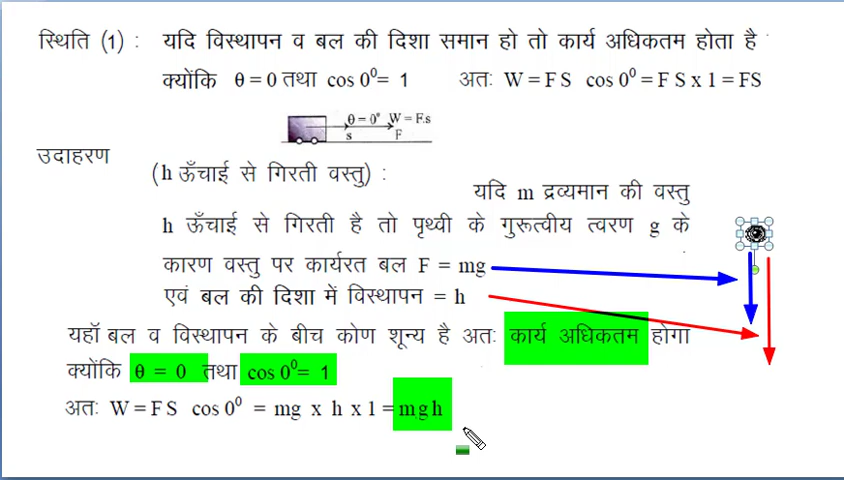 स्थिति (1) : यदि विस्थापन व बल की दिशा समान हो तो कार्य अधिकतम होता है
क्योंकि θ = 0 तथा cos 0⁰ = 1 अतः W = F S cos 0⁰ = F S x 1 = FS
θ = 0° W = F.s
s F
उदाहरण
(h ऊँचाई से गिरती वस्तु) :
यदि m द्रव्यमान की वस्तु
h ऊँचाई से गिरती है तो पृथ्वी के गुरूत्वीय त्वरण g के
कारण वस्तु पर कार्यरत बल F = mg
एवं बल की दिशा में विस्थापन = h
यहाँ बल व विस्थापन के बीच कोण शून्य है अतः कार्य अधिकतम होगा
क्योंकि θ = 0 तथा cos 0⁰ = 1
अतः W = F S cos 0⁰ = mg x h x 1 = mgh